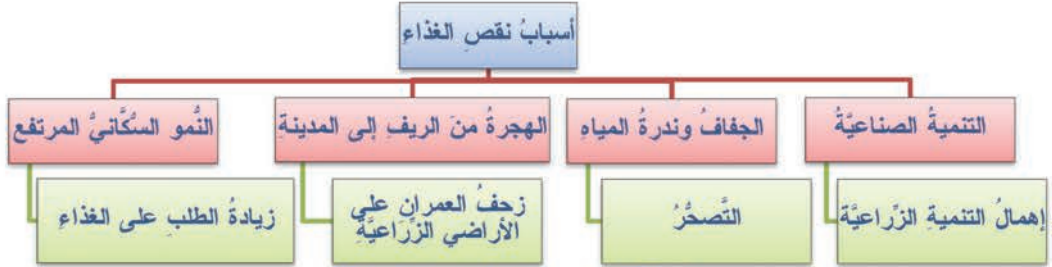 أسبابُ نقصِ الغذاءِ
التنميةُ الصناعيَّةُ
الجفافُ وندرةُ المياهِ
الهجرةُ منَ الريفِ إلى المدينةِ
النُّمو السُّكَّانيُّ المرتفع
إهمالُ التنميةِ الزِّراعيَّة
التَّصحُّرُ
زحفُ العمرانِ على
الأراضي الزِّراعيَّةِ
زيادةُ الطلبِ على الغذاءِ